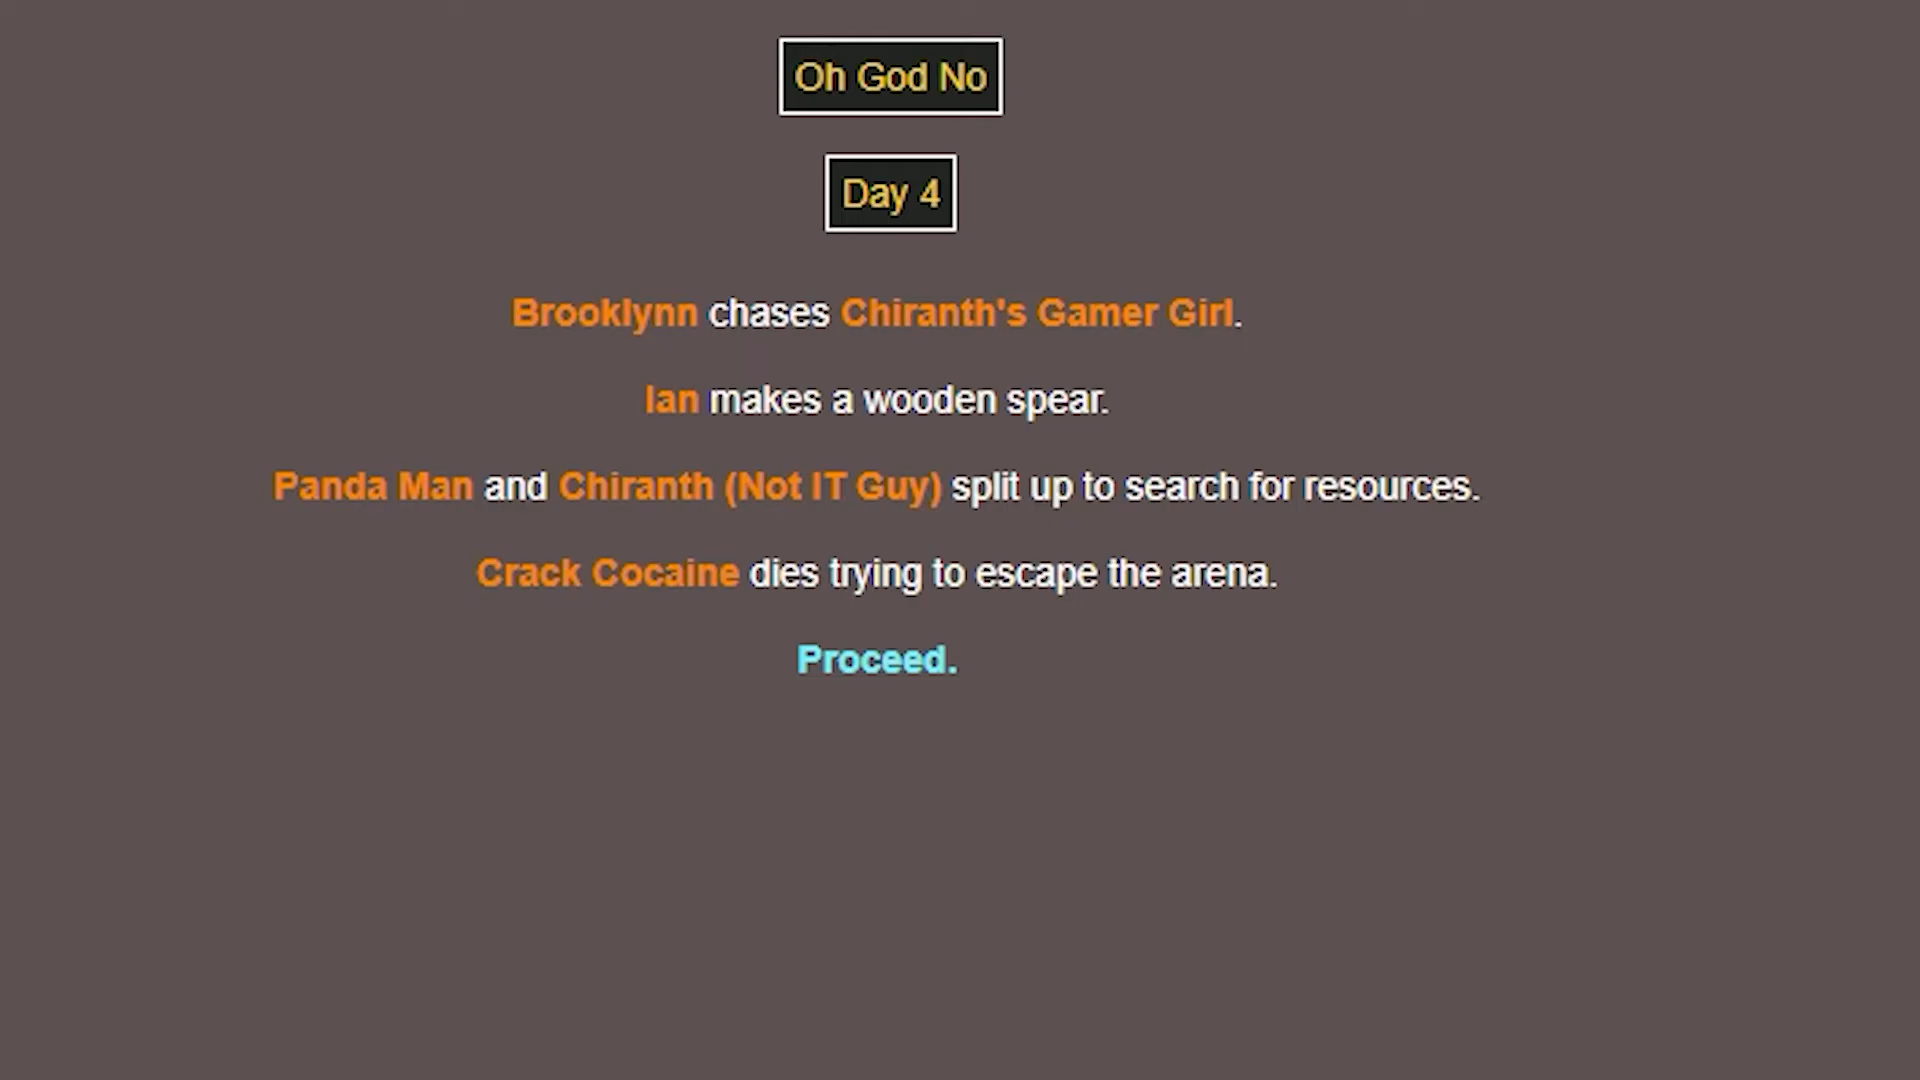 Oh God No
Day 4
Brooklynn chases Chiranth's Gamer Girl.
Ian makes a wooden spear.
Panda Man and Chiranth (Not IT Guy) split up to search for resources.
Crack Cocaine dies trying to escape the arena.
Proceed.